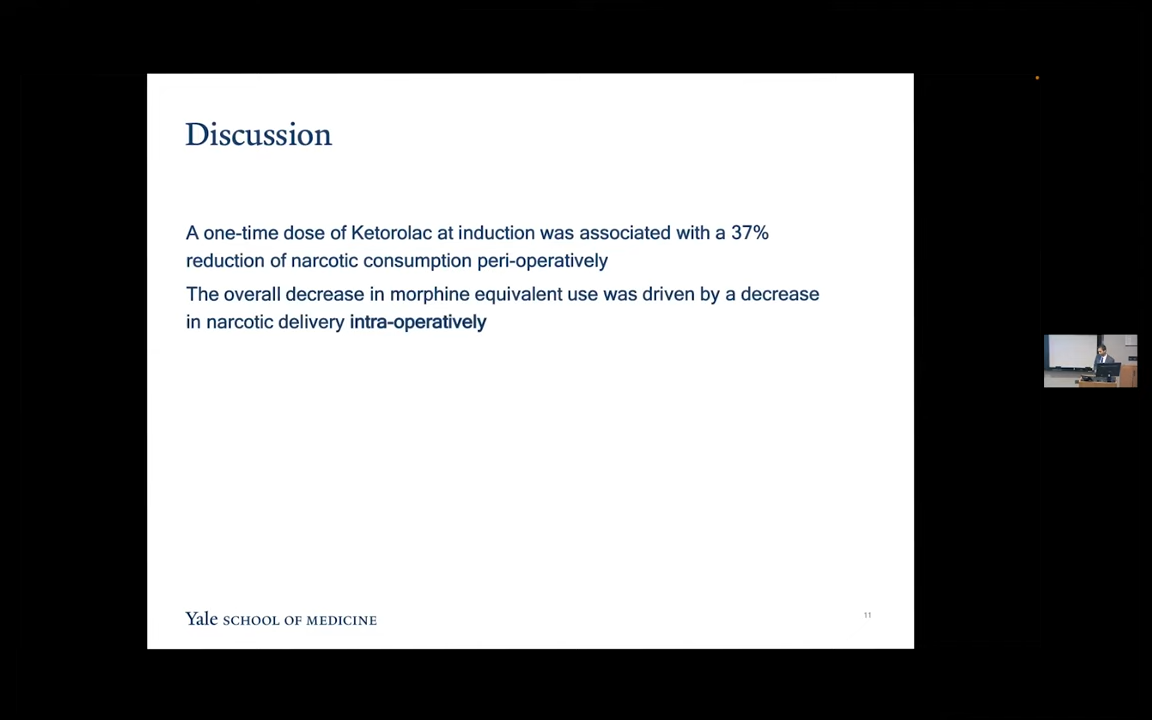 Discussion
A one-time dose of Ketorolac at induction was associated with a 37%
reduction of narcotic consumption peri-operatively
The overall decrease in morphine equivalent use was driven by a decrease
in narcotic delivery intra-operatively
Yale SCHOOL OF MEDICINE
11